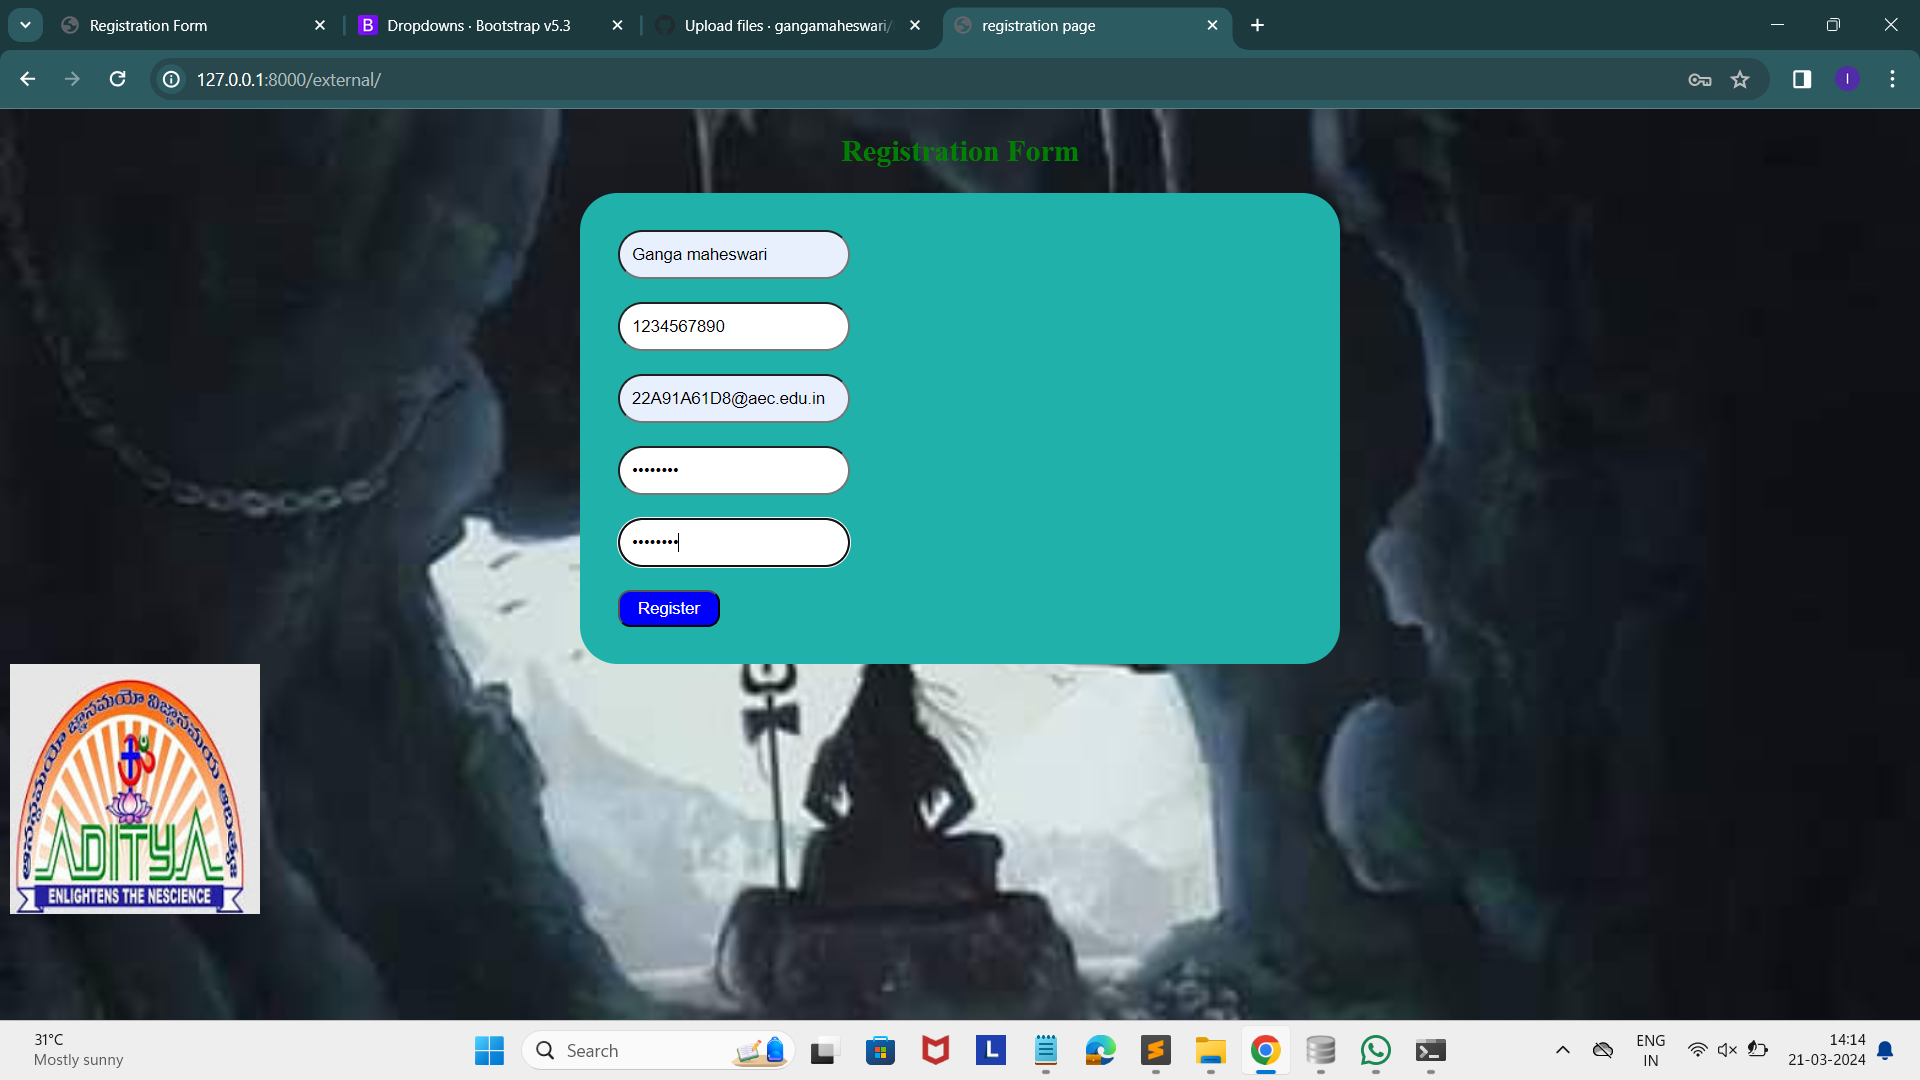 Registration Form
Dropdowns · Bootstrap v5.3
Upload files · gangamaheswari/
registration page
127.0.0.1:8000/external/
I
Registration Form
Ganga maheswari
1234567890
22A91A61D8@aec.edu.in
••••••••
••••••••
Register
ADITYA
ENLIGHTENS THE NESCIENCE
31°C
Mostly sunny
Search
L
ENG
IN
14:14
21-03-2024